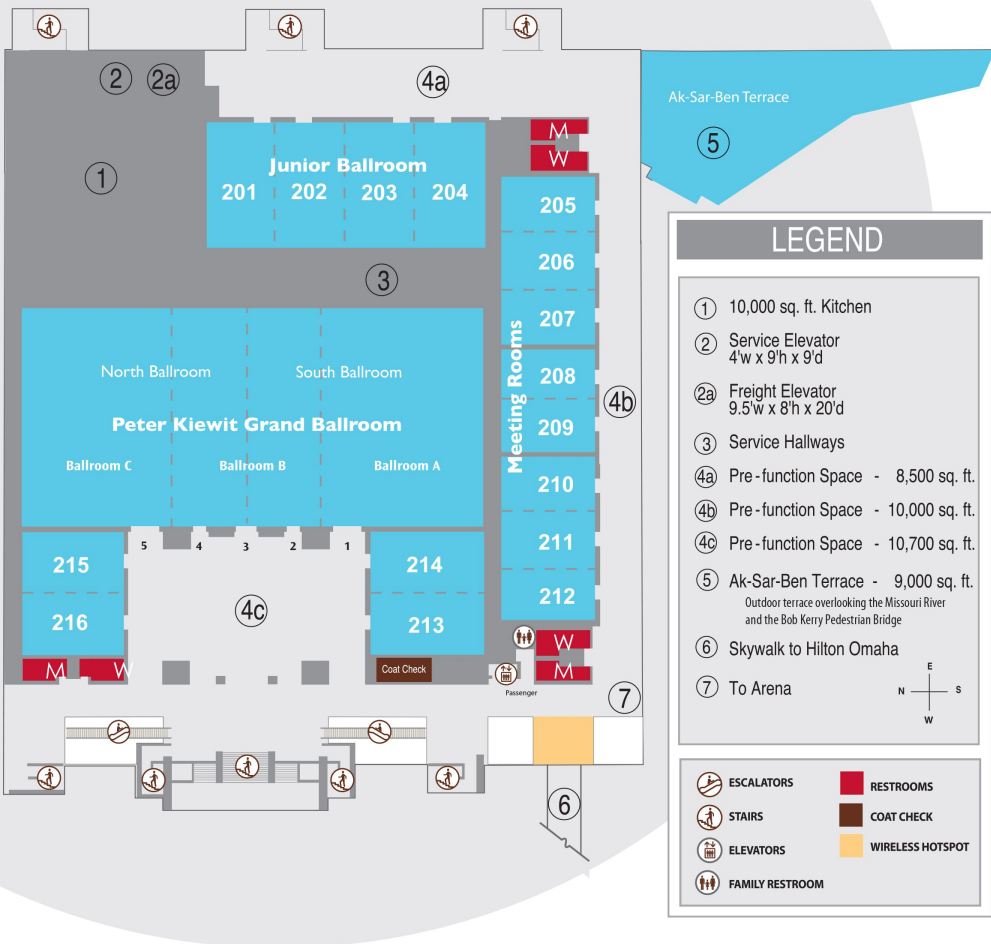 2
2a
4a
Ak-Sar-Ben Terrace
5
M
W
Junior Ballroom
201
202
203
204
1
205
206
207
3
208
209
210
211
212
Meeting Rooms
4b
North Ballroom
South Ballroom
Peter Kiewit Grand Ballroom
Ballroom C
Ballroom B
Ballroom A
5
4
3
2
1
215
216
214
213
4c
M
W
Coat Check
W
M
Passenger
7
6
LEGEND
1 10,000 sq. ft. Kitchen
2 Service Elevator
4'w x 9'h x 9'd
2a Freight Elevator
9.5'w x 8'h x 20'd
3 Service Hallways
4a Pre-function Space - 8,500 sq. ft.
4b Pre-function Space - 10,000 sq. ft.
4c Pre-function Space - 10,700 sq. ft.
5 Ak-Sar-Ben Terrace - 9,000 sq. ft.
Outdoor terrace overlooking the Missouri River
and the Bob Kerry Pedestrian Bridge
6 Skywalk to Hilton Omaha
7 To Arena
E
N
S
W
ESCALATORS
STAIRS
ELEVATORS
FAMILY RESTROOM
RESTROOMS
COAT CHECK
WIRELESS HOTSPOT